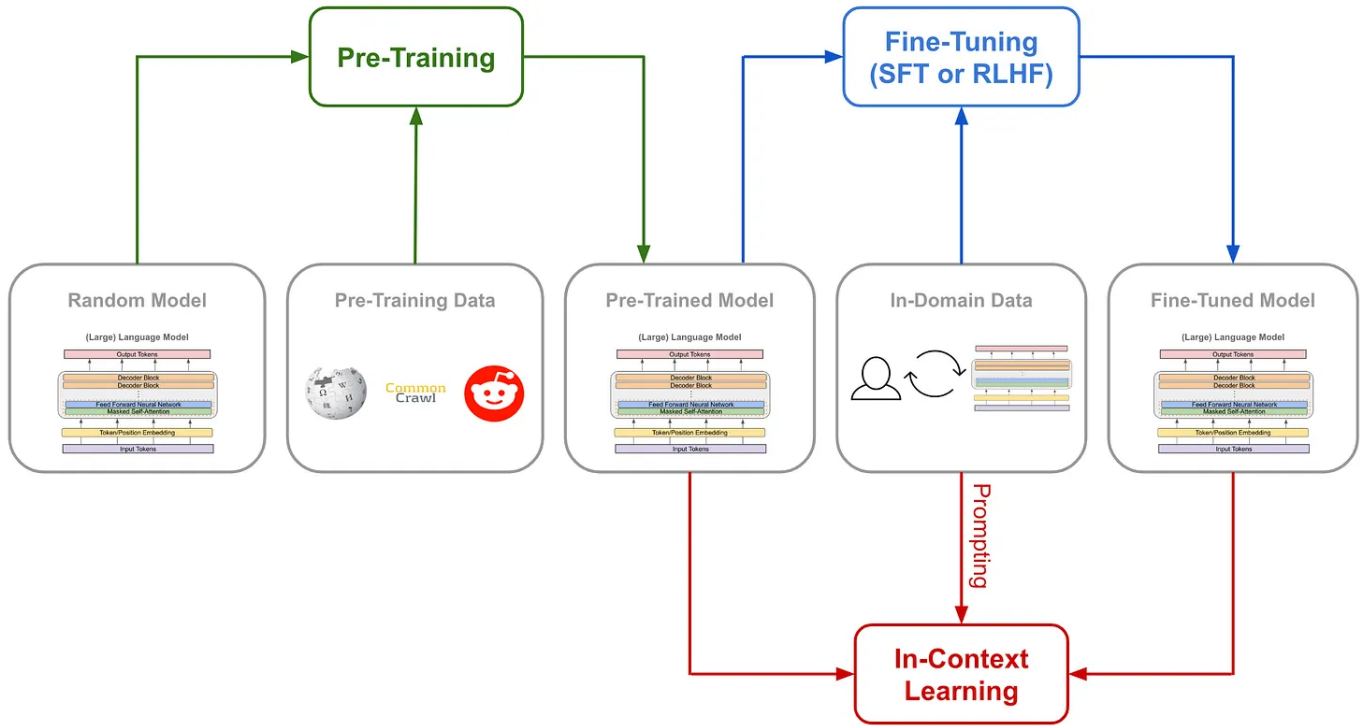 Pre-Training
Fine-Tuning
(SFT or RLHF)
Random Model
(Large) Language Model
Output Tokens
Decoder Block
Decoder Block
Feed Forward Neural Network
Masked Self-Attention
Token/Position Embedding
Input Tokens
Pre-Training Data
W
Ω
И
Common
Crawl
Pre-Trained Model
(Large) Language Model
Output Tokens
Decoder Block
Decoder Block
Feed Forward Neural Network
Masked Self-Attention
Token/Position Embedding
Input Tokens
In-Domain Data
Fine-Tuned Model
(Large) Language Model
Output Tokens
Decoder Block
Decoder Block
Feed Forward Neural Network
Masked Self-Attention
Token/Position Embedding
Input Tokens
Prompting
In-Context
Learning